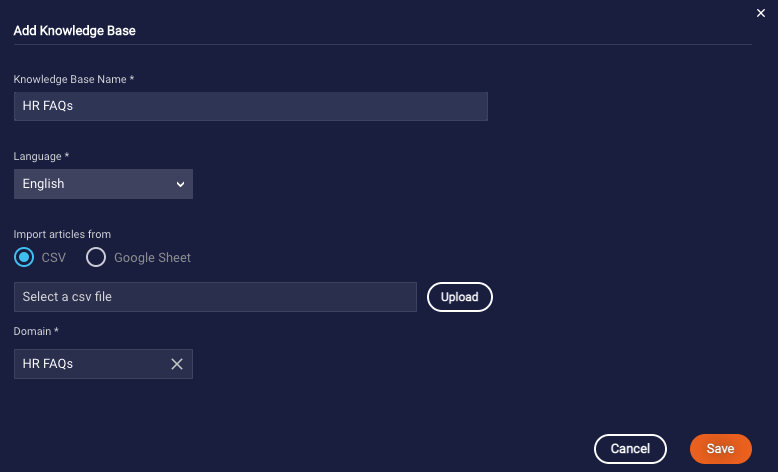 Add Knowledge Base
Knowledge Base Name *
HR FAQs
Language *
English
Import articles from
CSV Google Sheet
Select a csv file Upload
Domain *
HR FAQs
Cancel Save